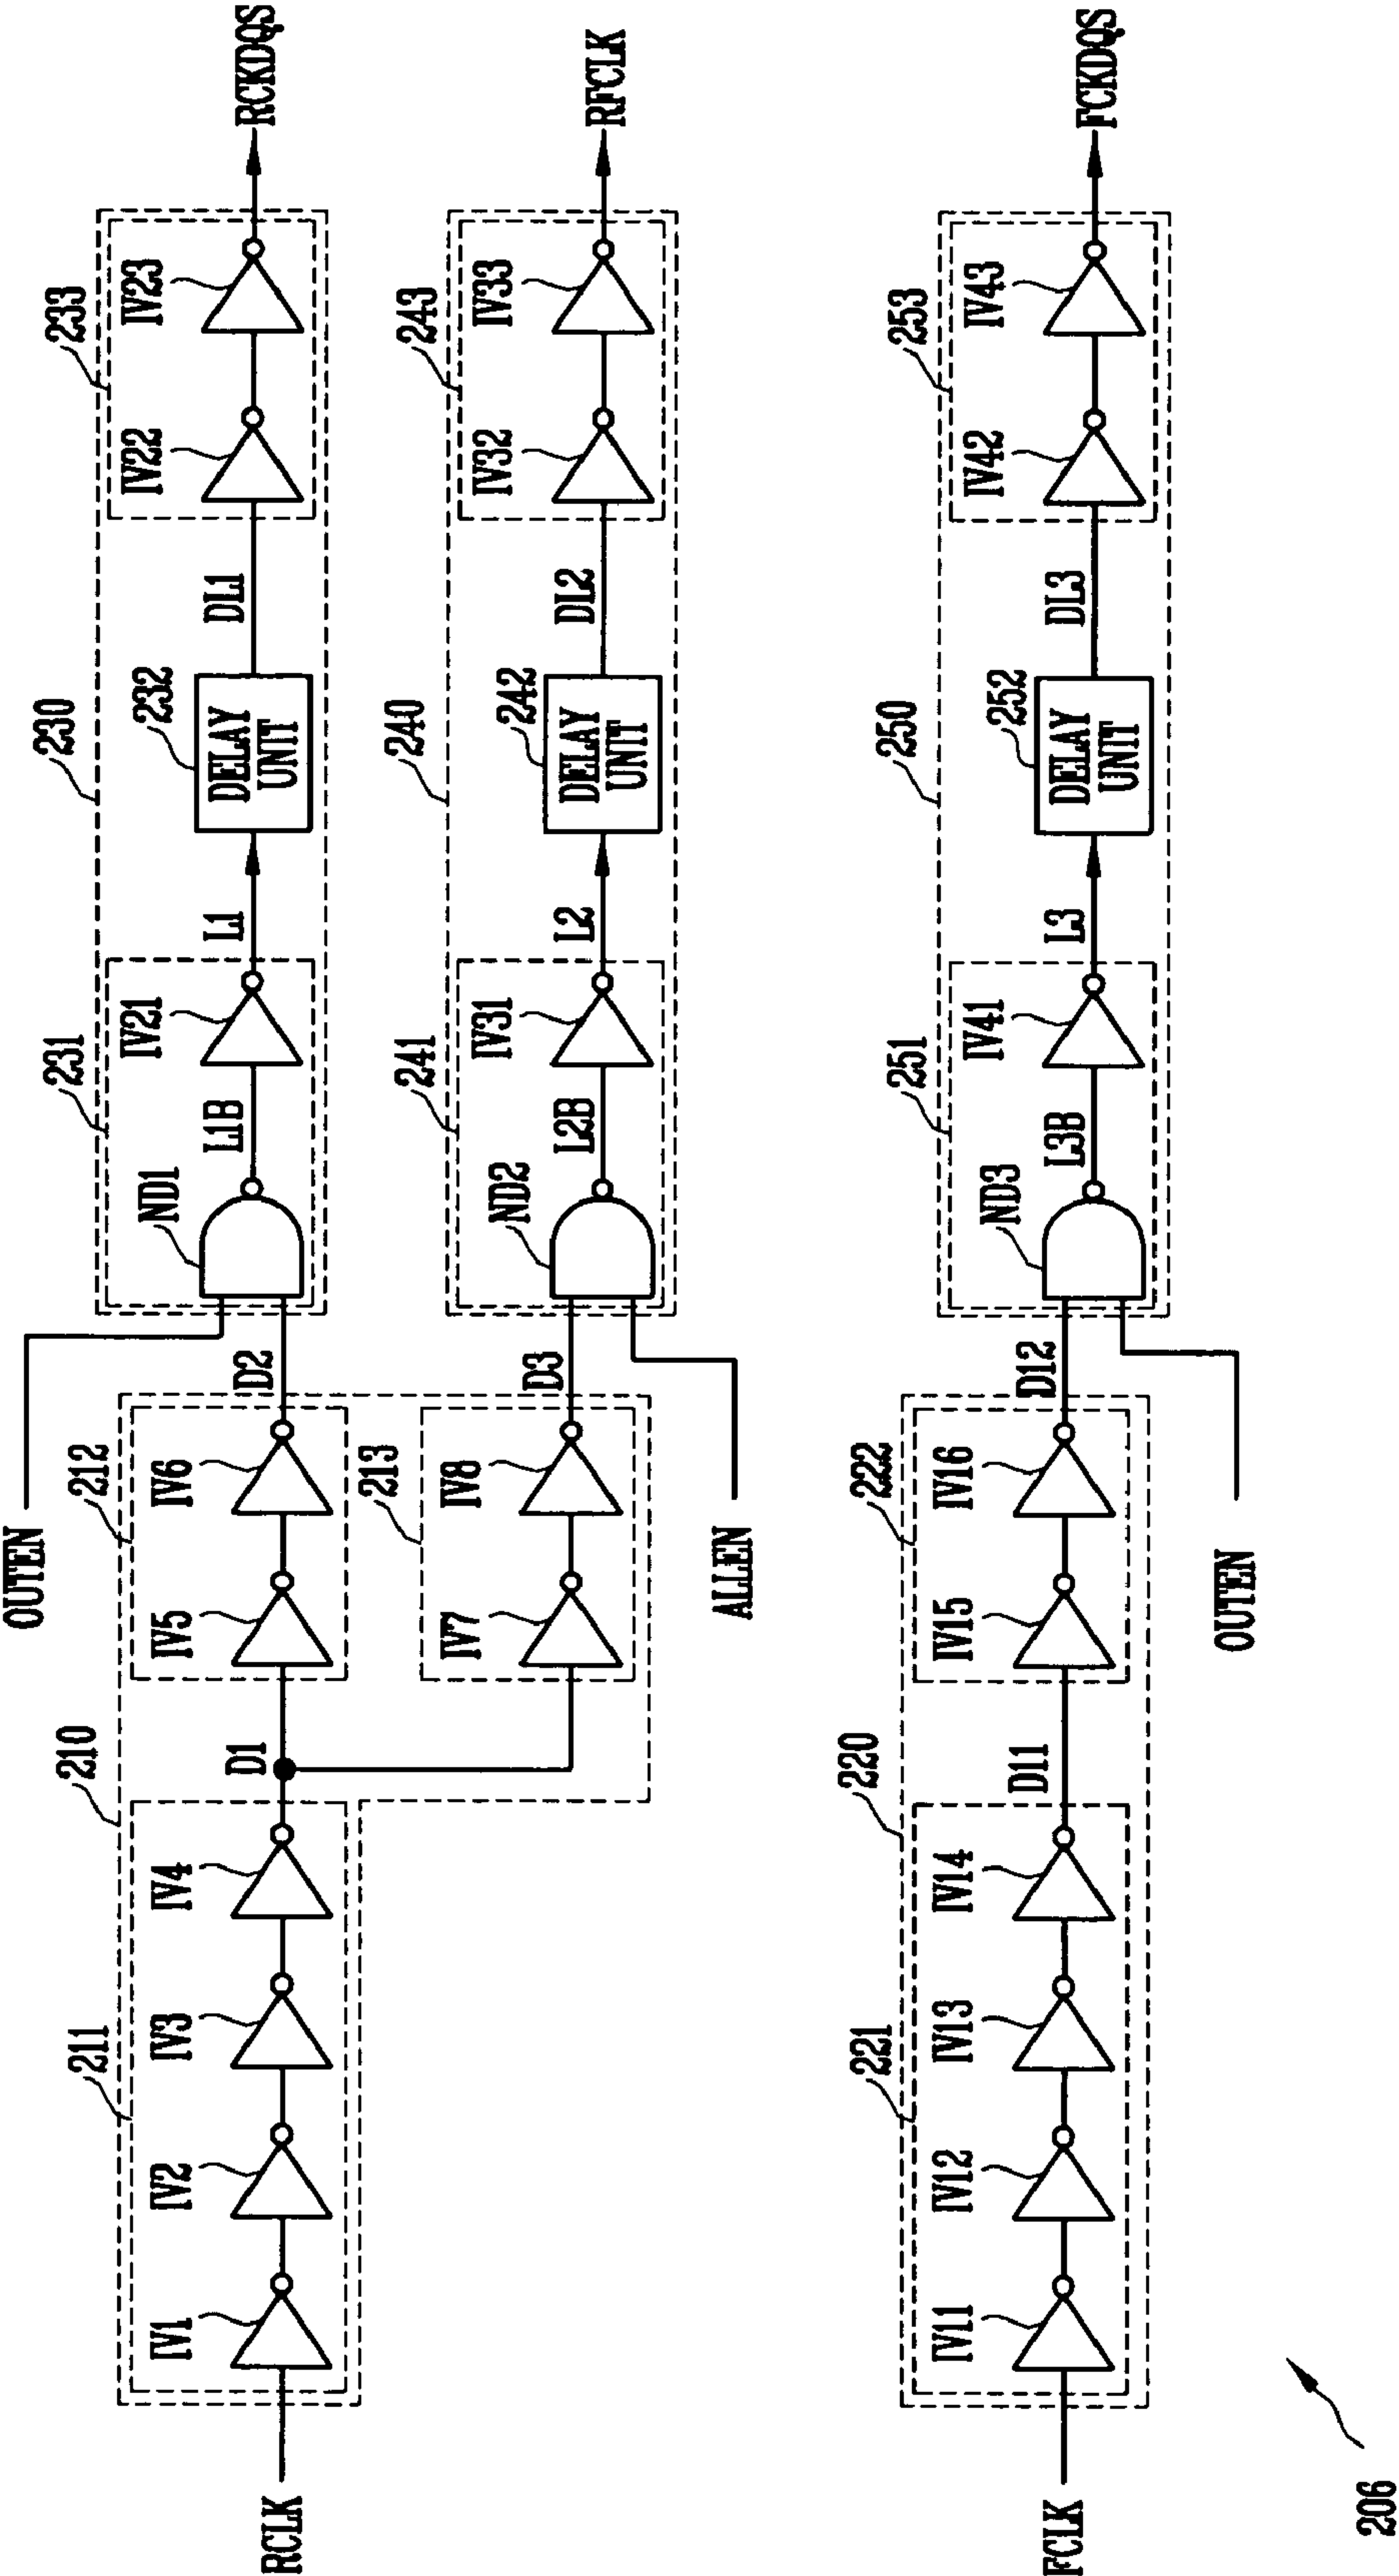 OUTEN
210
211
212
213
IV1
IV2
IV3
IV4
D1
IV5
IV6
D2
IV7
IV8
D3
RCLK
ALLEN
230
231
232
233
ND1
L1B
IV21
L1
DELAY
UNIT
DL1
IV22
IV23
RCKDQS
240
241
242
243
ND2
L2B
IV31
L2
DELAY
UNIT
DL2
IV32
IV33
RFCLK
220
221
222
IV11
IV12
IV13
IV14
D11
IV15
IV16
D12
FCLK
OUTEN
250
251
252
253
ND3
L3B
IV41
L3
DELAY
UNIT
DL3
IV42
IV43
FCKDQS
206